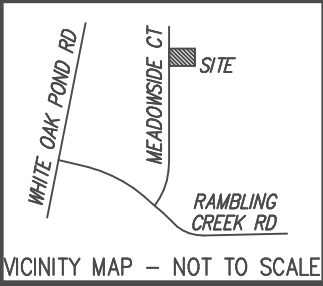 WHITE OAK POND RD
MEADOWSIDE CT
SITE
RAMBLING
CREEK RD
VICINITY MAP - NOT TO SCALE